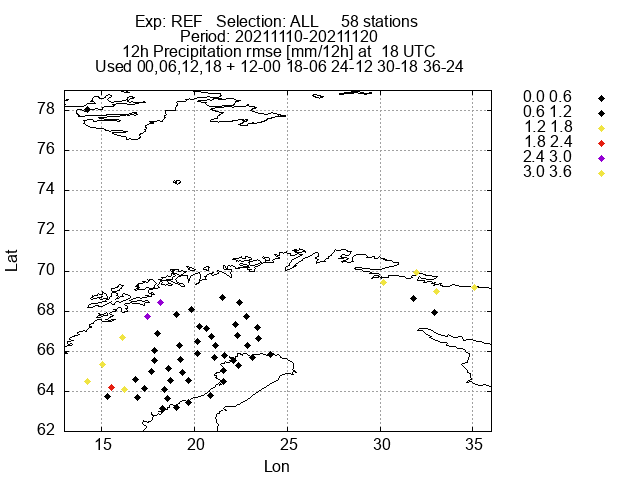 Exp: REF Selection: ALL 58 stations
Period: 20211110-20211120
12h Precipitation rmse [mm/12h] at 18 UTC
Used 00,06,12,18 + 12-00 18-06 24-12 30-18 36-24
0.0 0.6
0.6 1.2
1.2 1.8
1.8 2.4
2.4 3.0
3.0 3.6
78
76
74
72
70
68
66
64
62
Lat
15 20 25 30 35
Lon